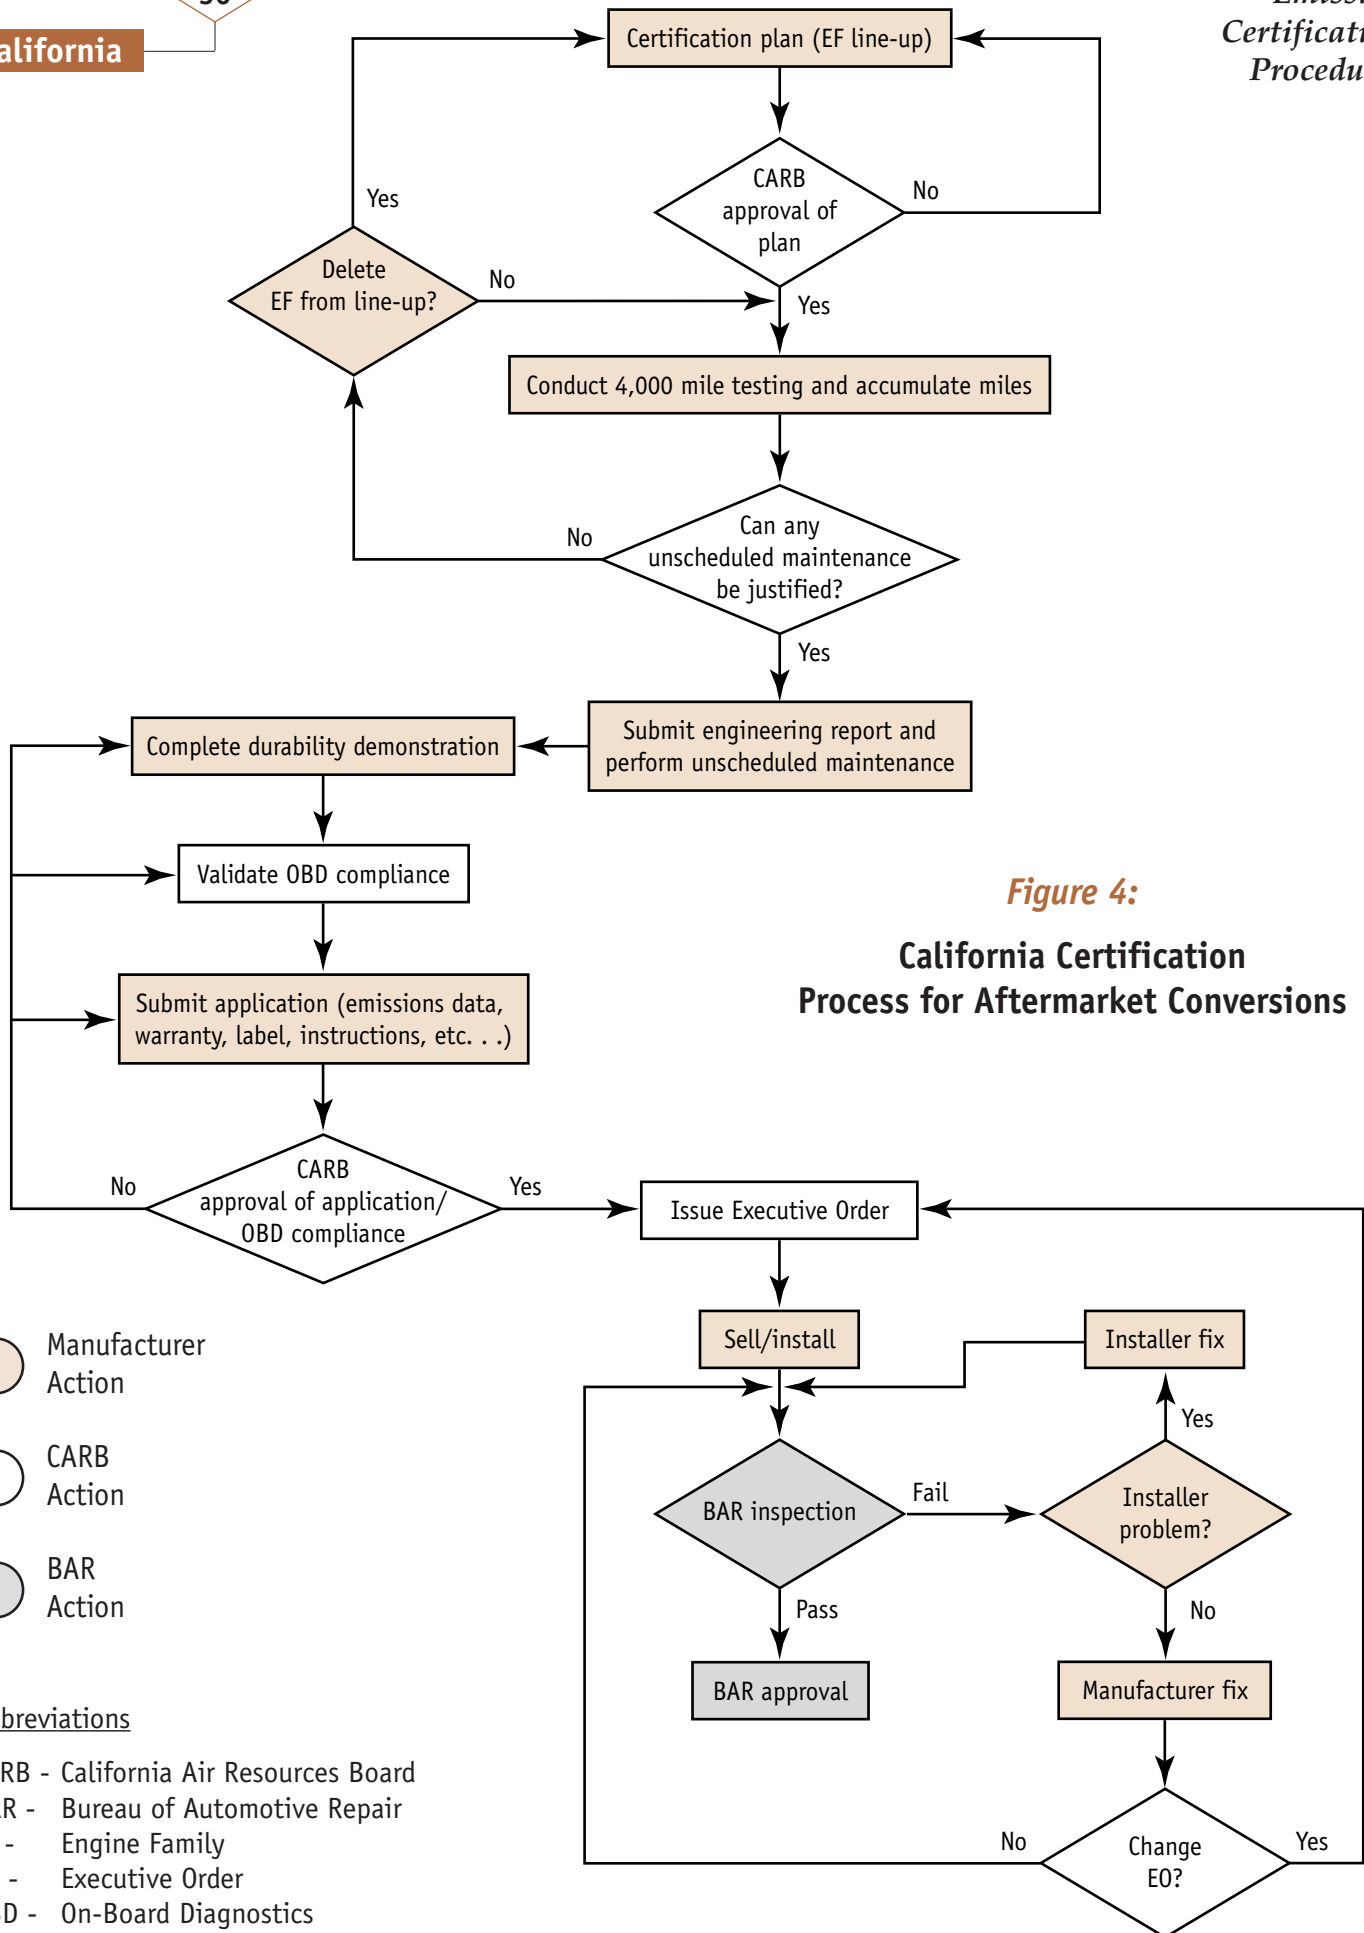 alifornia
Certificati
Procedu
Certification plan (EF line-up)
CARB
approval of
plan
No
Yes
Yes
Delete
EF from line-up?
No
Conduct 4,000 mile testing and accumulate miles
Can any
unscheduled maintenance
be justified?
No
Yes
Submit engineering report and
perform unscheduled maintenance
Complete durability demonstration
Validate OBD compliance
Submit application (emissions data,
warranty, label, instructions, etc. . .)
Figure 4:
California Certification
Process for Aftermarket Conversions
CARB
approval of application/
OBD compliance
No
Yes
Issue Executive Order
Sell/install
Installer fix
Yes
BAR inspection
Fail
Installer
problem?
Pass
No
BAR approval
Manufacturer fix
Change
EO?
No
Yes
Manufacturer
Action
CARB
Action
BAR
Action
breviations
RB - California Air Resources Board
R - Bureau of Automotive Repair
- Engine Family
- Executive Order
D - On-Board Diagnostics